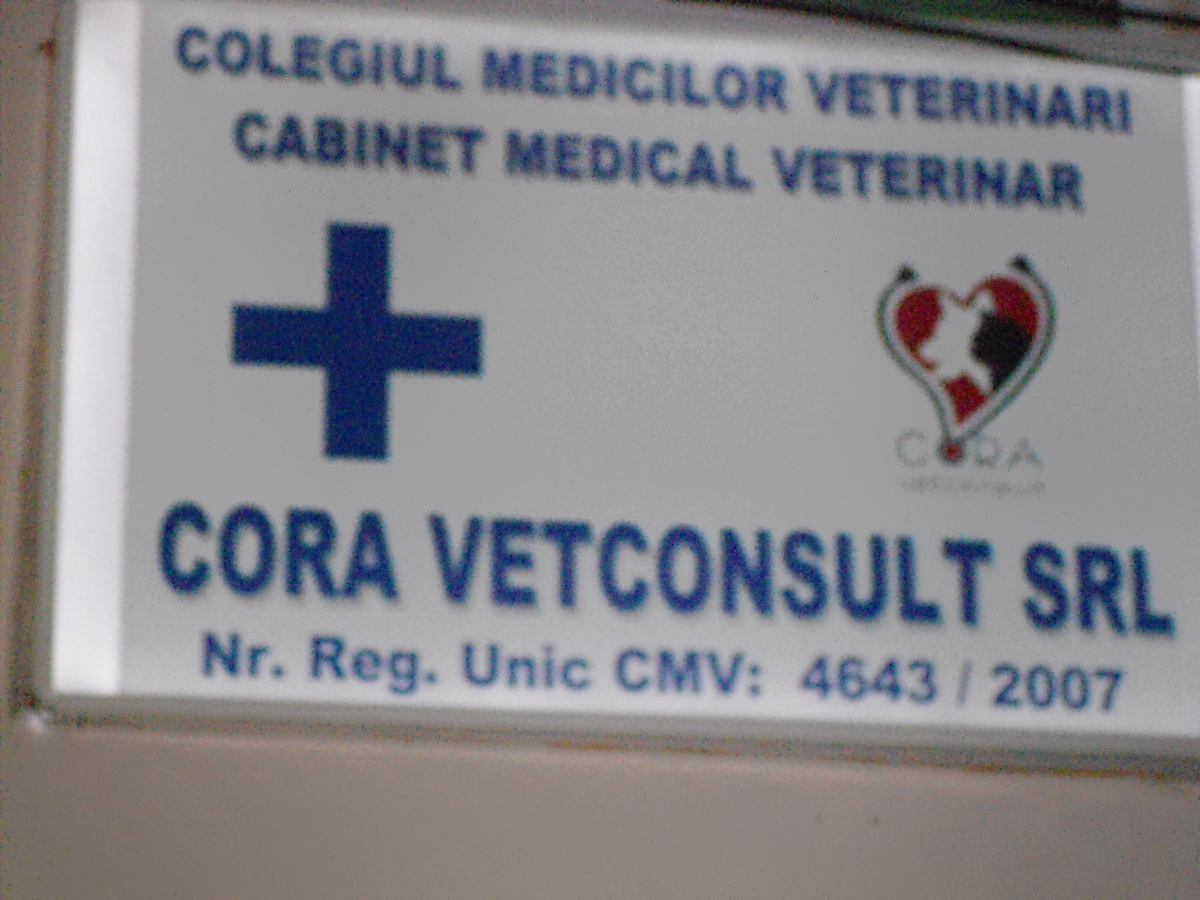 COLEGIUL MEDICILOR VETERINARI
CABINET MEDICAL VETERINAR
CORA
CORA VETCONSULT SRL
Nr. Reg. Unic CMV: 4643 / 2007